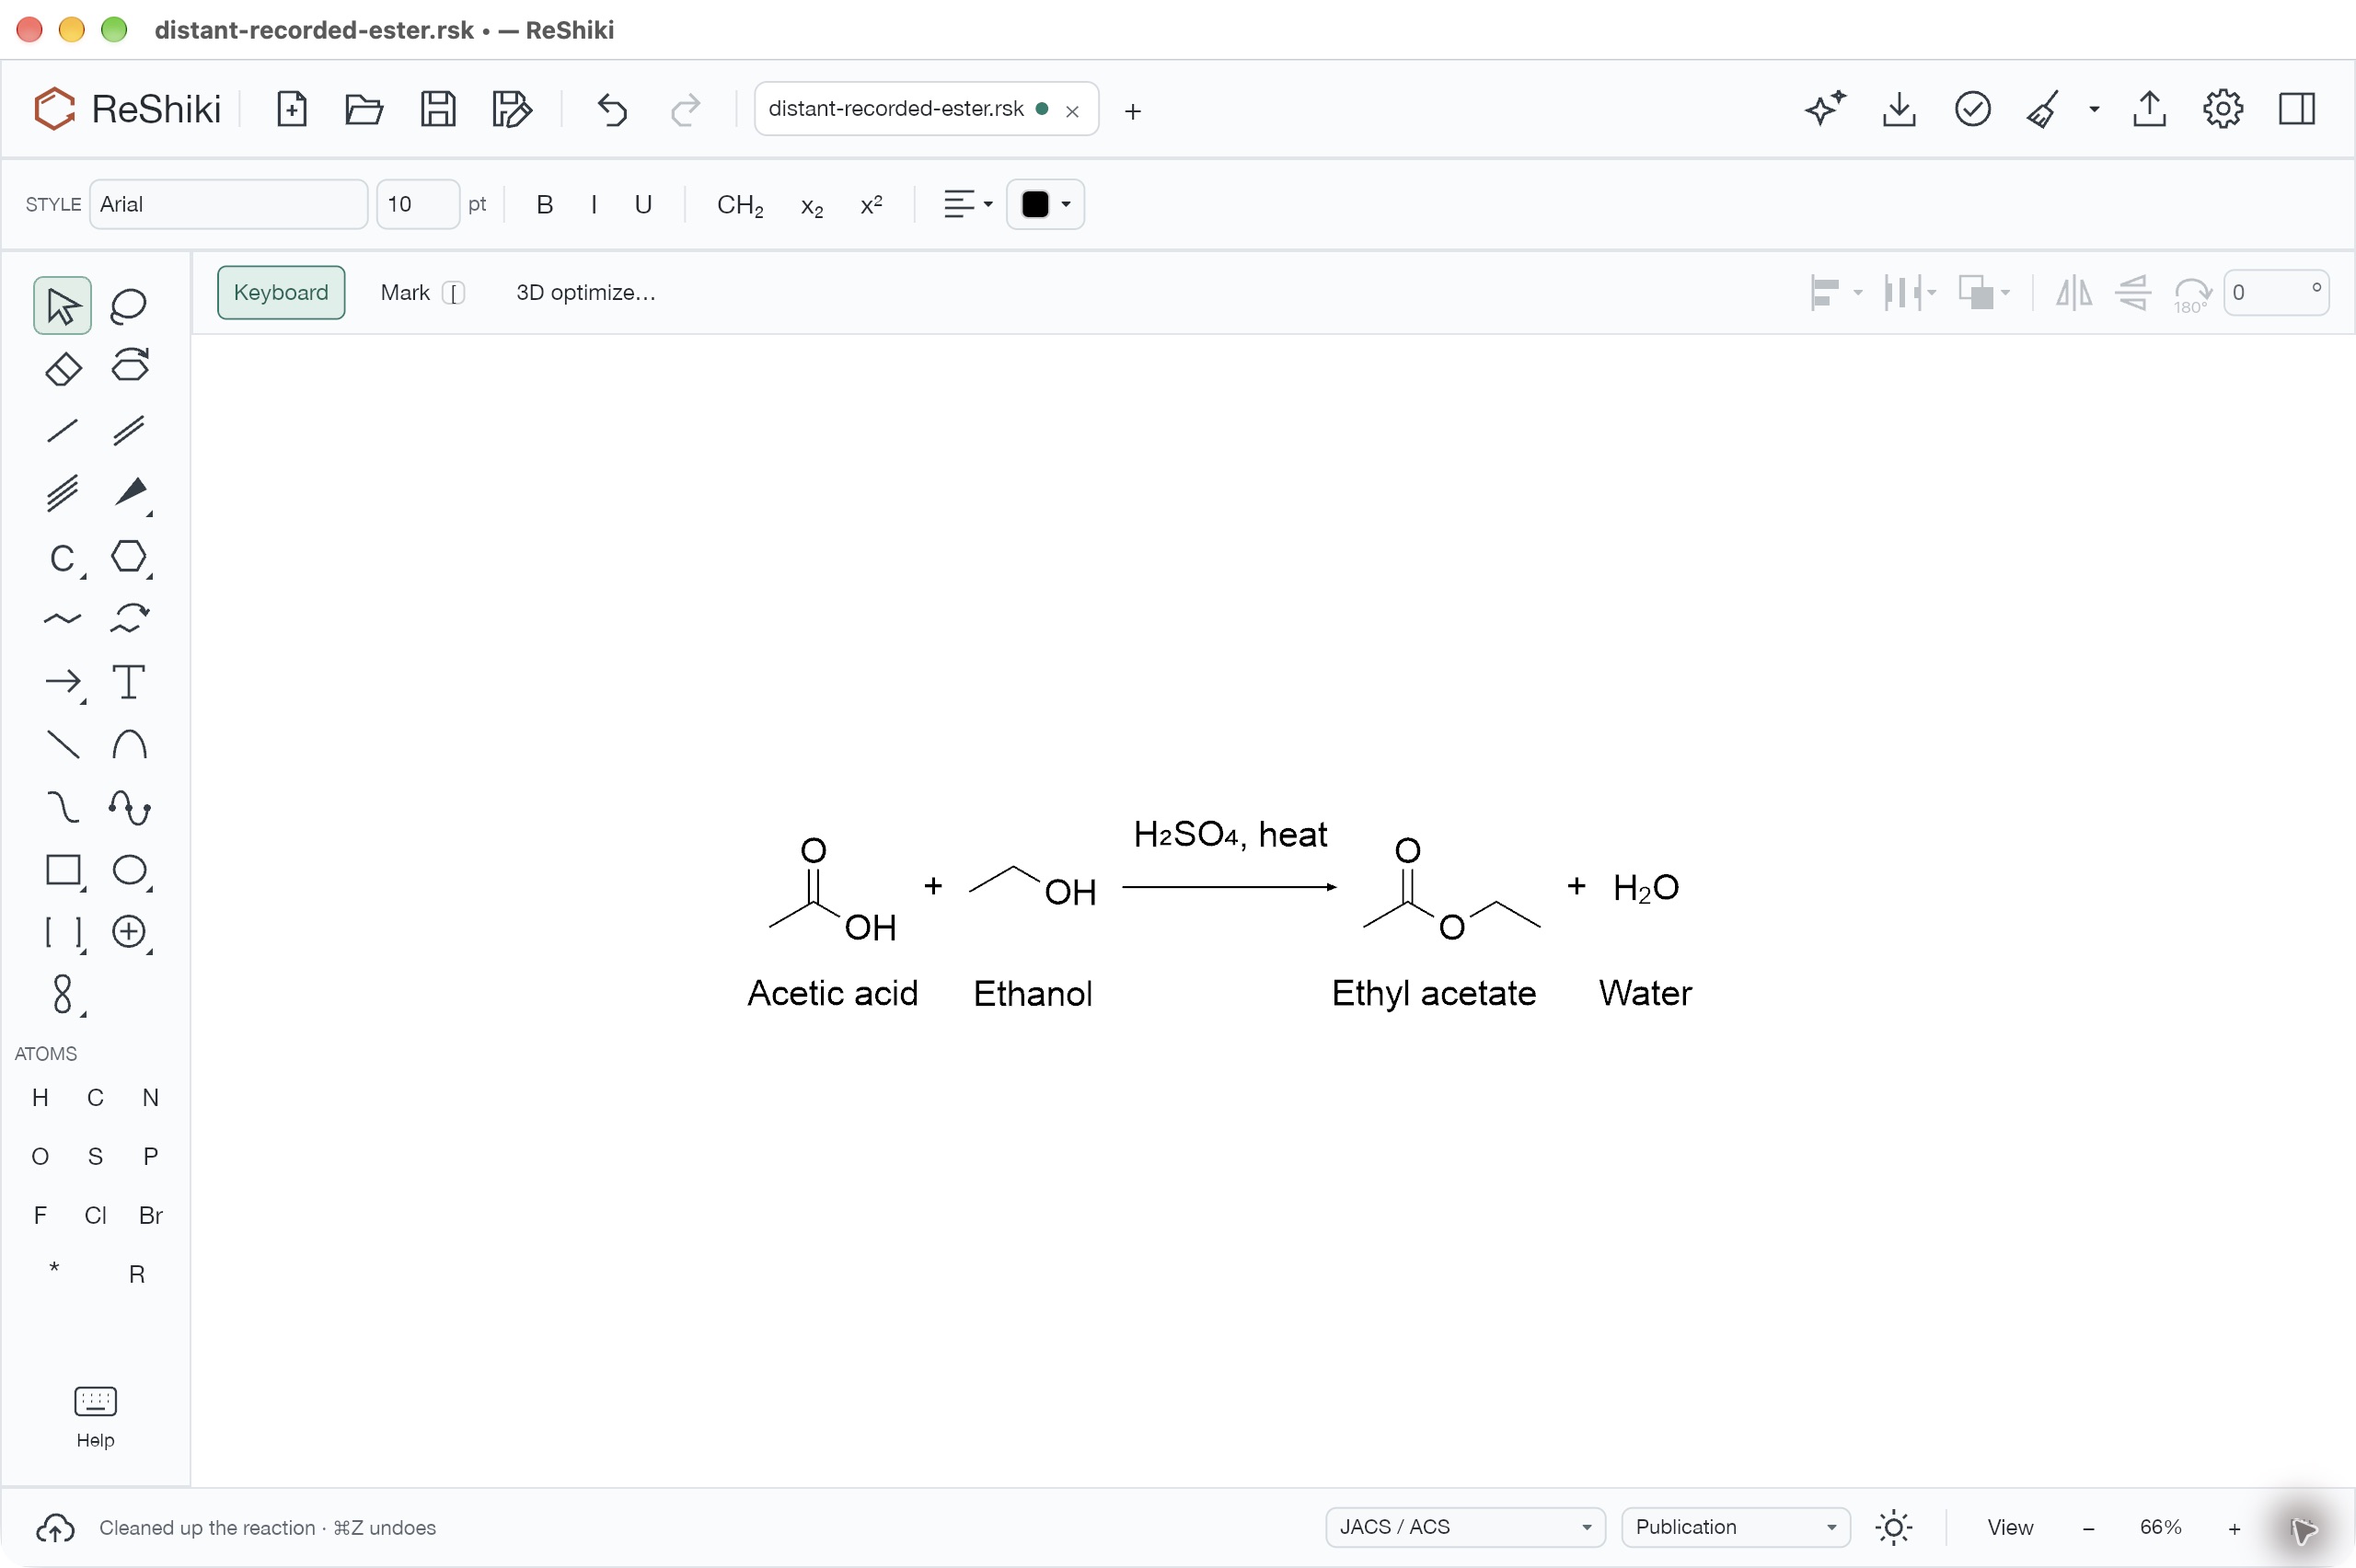 distant-recorded-ester.rsk • — ReShiki
ReShiki
distant-recorded-ester.rsk
STYLE Arial 10 pt B I U CH₂ x₂ x²
Keyboard Mark [ 3D optimize...
180° 0 °
C
T
H₂SO₄, heat
O
OH
+
OH
O
O
+
H₂O
Acetic acid Ethanol Ethyl acetate Water
ATOMS
H C N
O S P
F Cl Br
* R
Help
Cleaned up the reaction · ⌘Z undoes JACS / ACS Publication View − 66% +